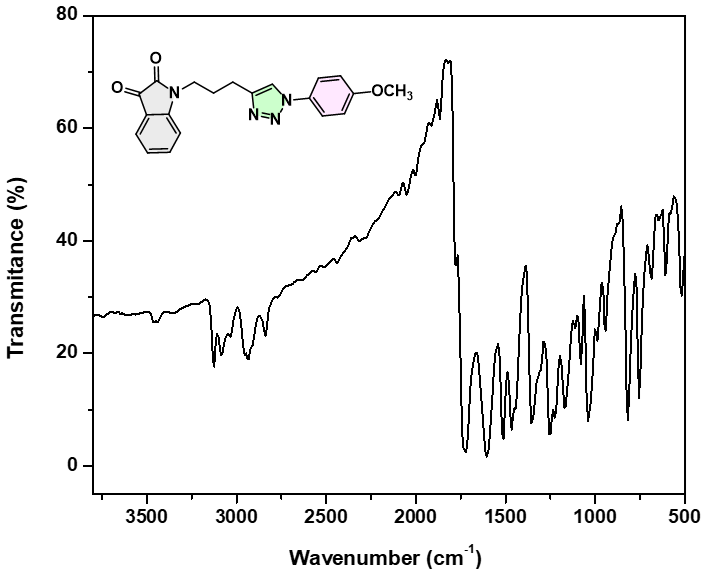 80
60
40
20
0
Transmitance (%)
O
O
N
N
N
N
OCH3
3500 3000 2500 2000 1500 1000 500
Wavenumber (cm-1)